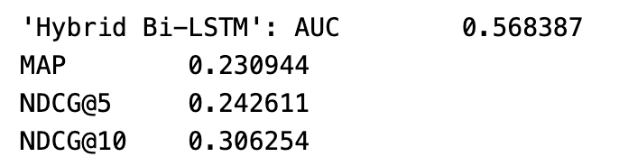 'Hybrid Bi-LSTM': AUC 0.568387
MAP 0.230944
NDCG@5 0.242611
NDCG@10 0.306254